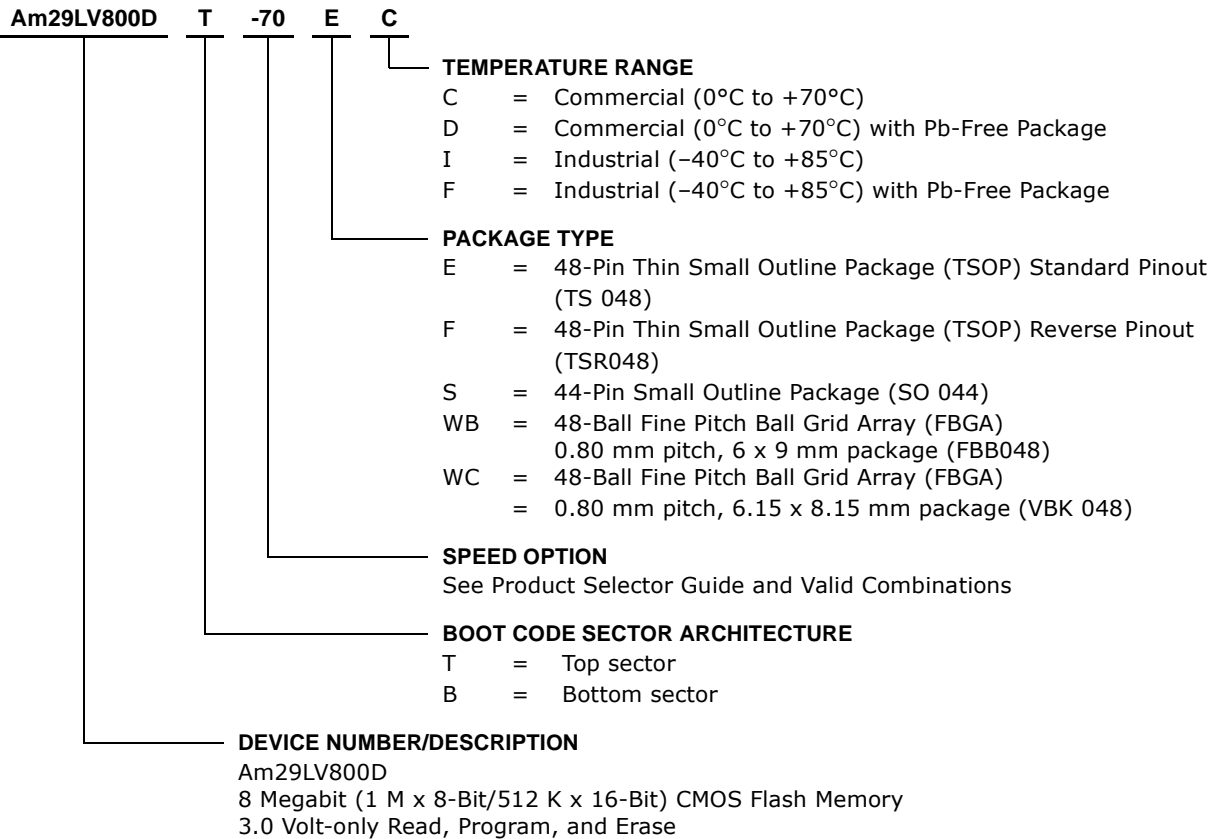 Am29LV800D T -70 E C
TEMPERATURE RANGE
C = Commercial (0°C to +70°C)
D = Commercial (0°C to +70°C) with Pb-Free Package
I = Industrial (–40°C to +85°C)
F = Industrial (–40°C to +85°C) with Pb-Free Package
PACKAGE TYPE
E = 48-Pin Thin Small Outline Package (TSOP) Standard Pinout
(TS 048)
F = 48-Pin Thin Small Outline Package (TSOP) Reverse Pinout
(TSR048)
S = 44-Pin Small Outline Package (SO 044)
WB = 48-Ball Fine Pitch Ball Grid Array (FBGA)
0.80 mm pitch, 6 x 9 mm package (FBB048)
WC = 48-Ball Fine Pitch Ball Grid Array (FBGA)
= 0.80 mm pitch, 6.15 x 8.15 mm package (VBK 048)
SPEED OPTION
See Product Selector Guide and Valid Combinations
BOOT CODE SECTOR ARCHITECTURE
T = Top sector
B = Bottom sector
DEVICE NUMBER/DESCRIPTION
Am29LV800D
8 Megabit (1 M x 8-Bit/512 K x 16-Bit) CMOS Flash Memory
3.0 Volt-only Read, Program, and Erase